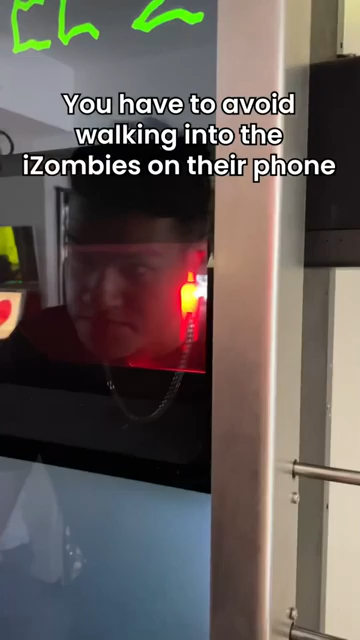 You have to avoid
walking into the
iZombies on their phone